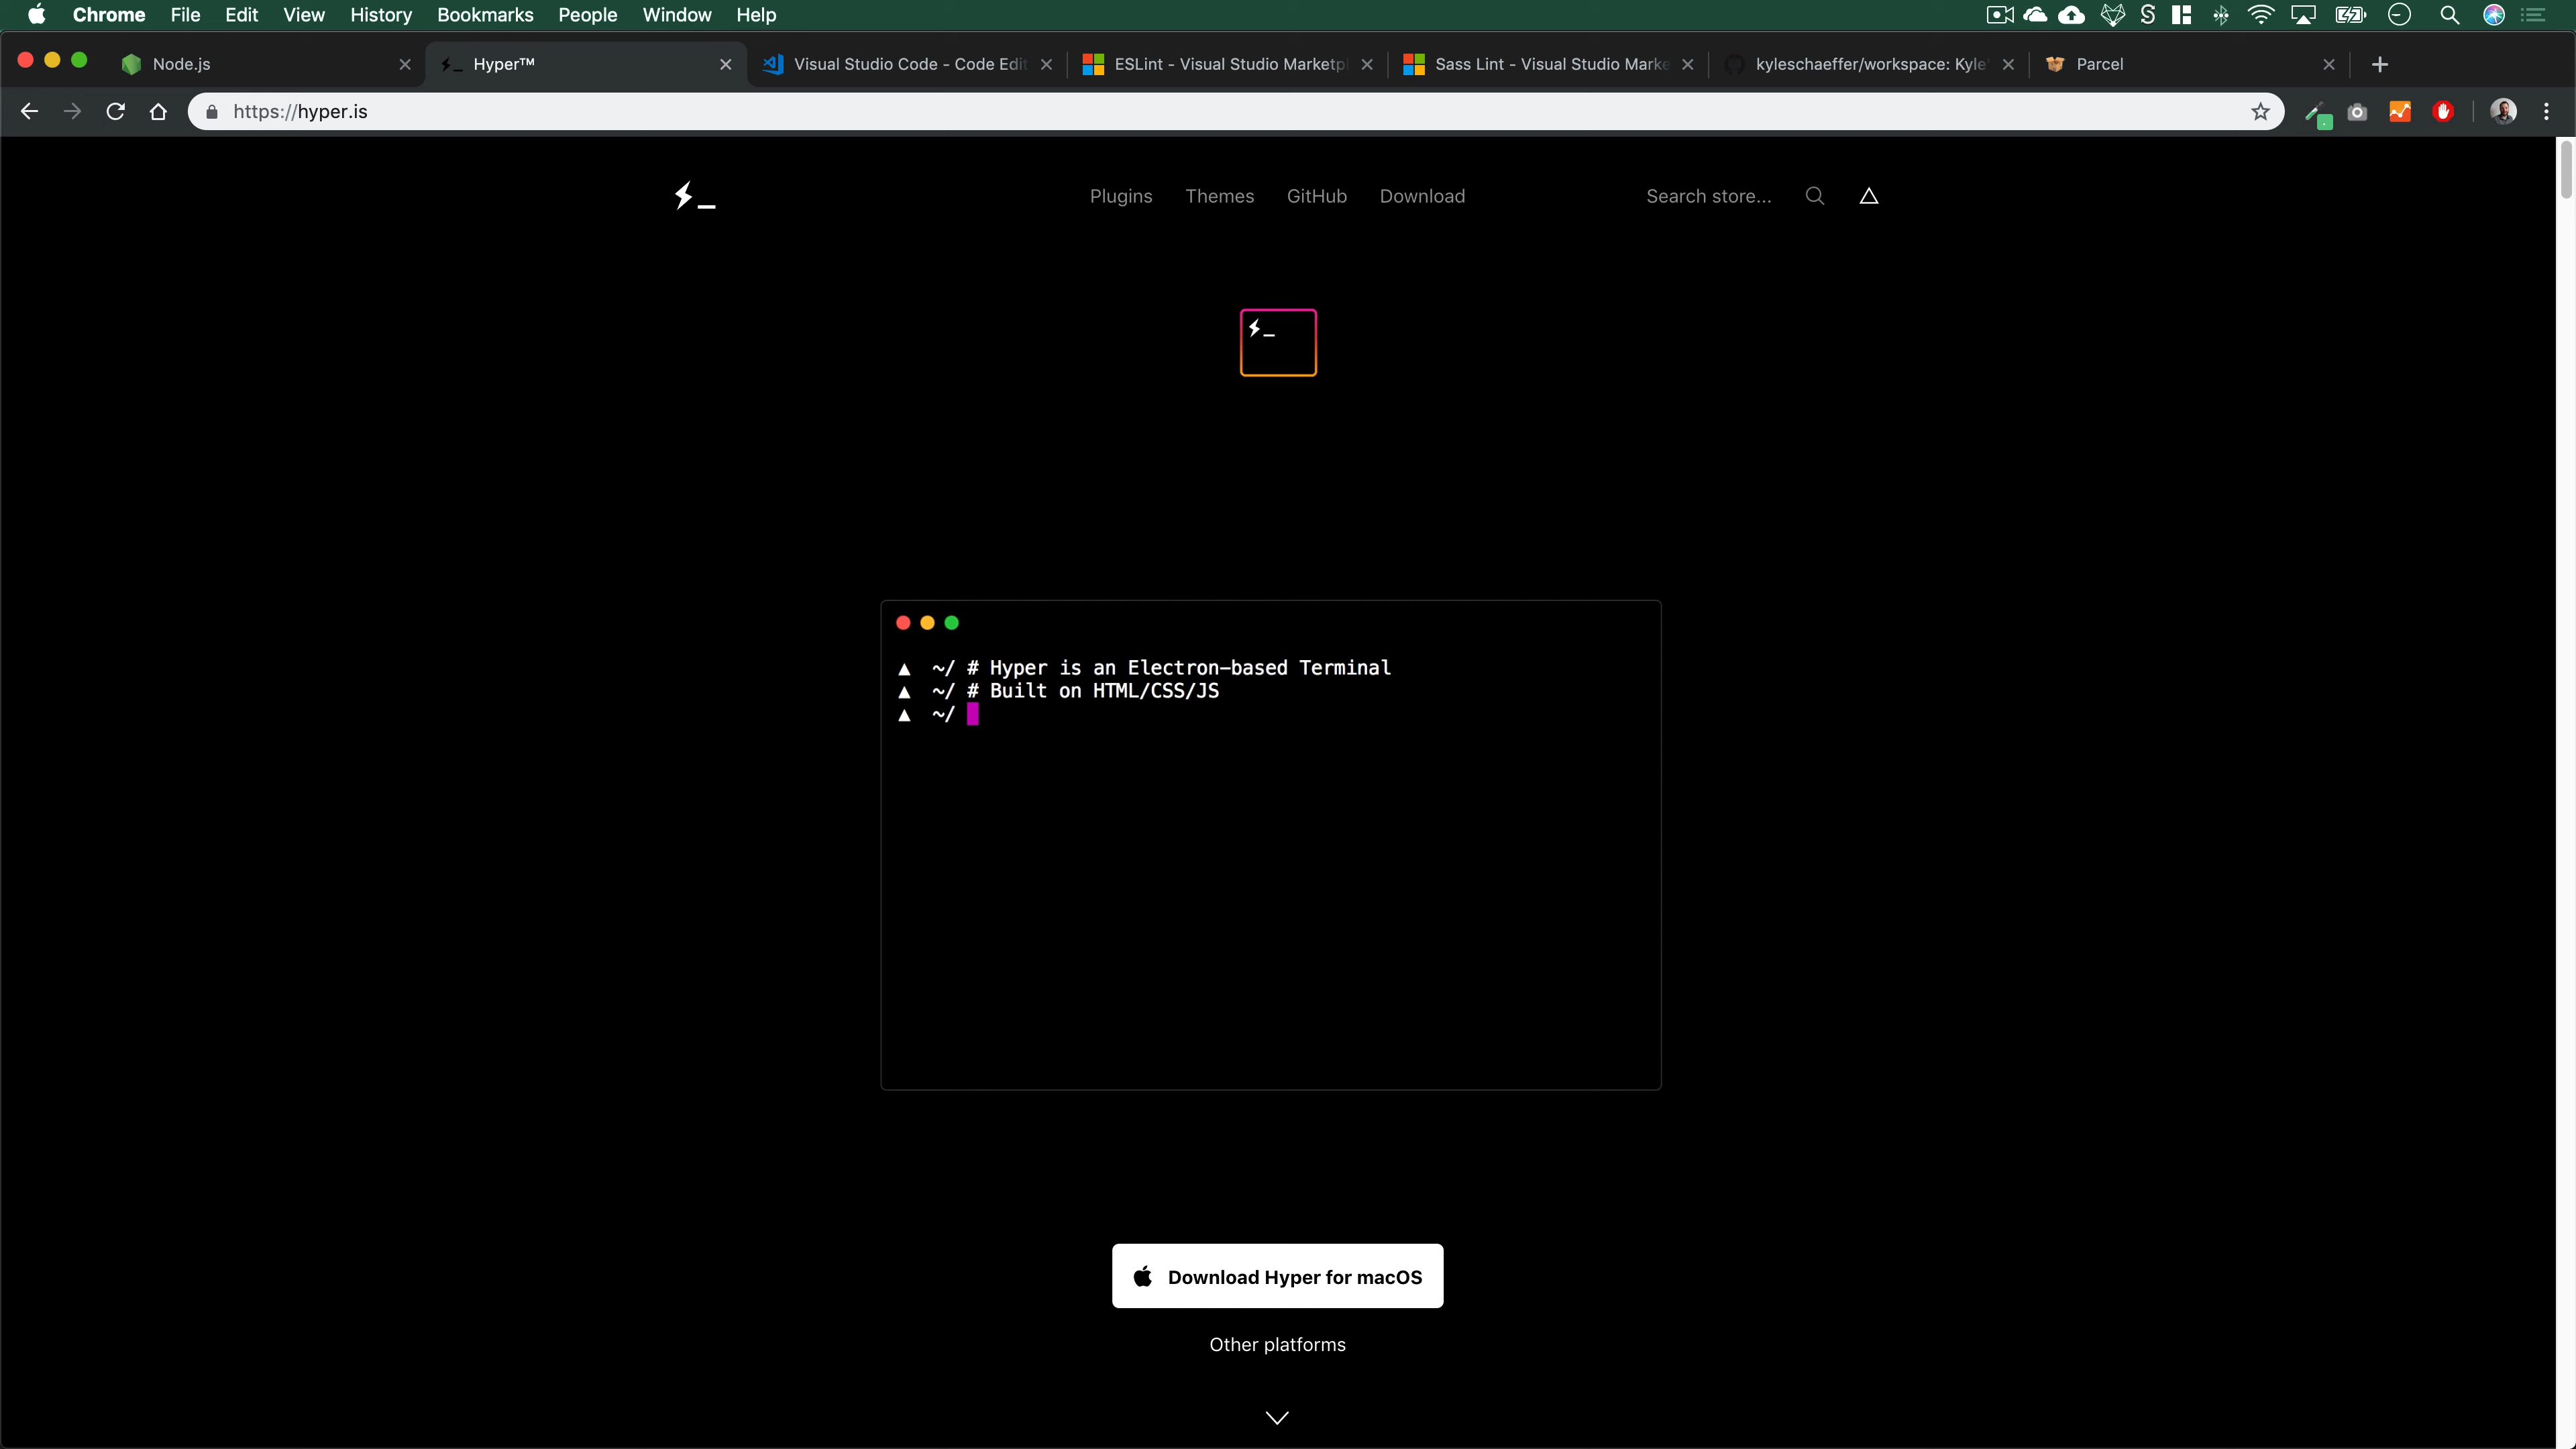 Chrome File Edit View History Bookmarks People Window Help
Node.js
Hyper™
Visual Studio Code - Code Edit
ESLint - Visual Studio Marketpl
Sass Lint - Visual Studio Marke
kyleschaeffer/workspace: Kyle'
Parcel
https://hyper.is
Plugins Themes GitHub Download Search store...
▲ ~/ # Hyper is an Electron-based Terminal
▲ ~/ # Built on HTML/CSS/JS
▲ ~/
Download Hyper for macOS
Other platforms